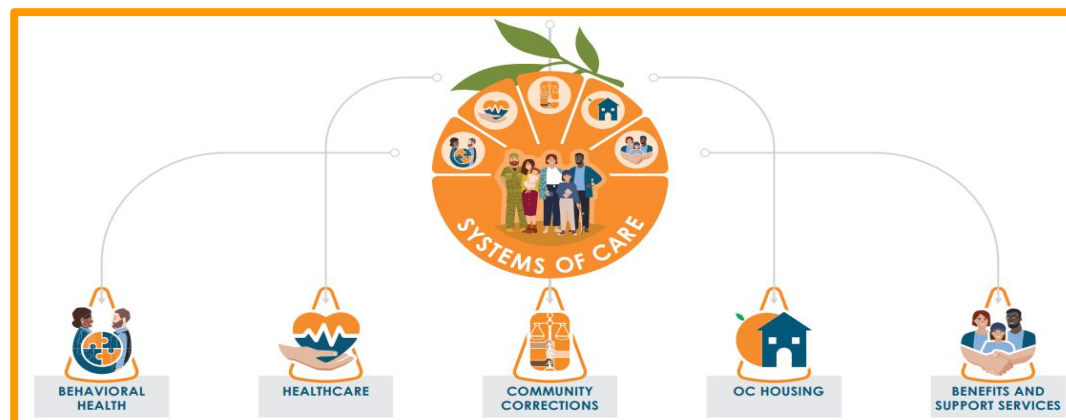 SYSTEMS OF CARE
BEHAVIORAL
HEALTH
HEALTHCARE
COMMUNITY
CORRECTIONS
OC HOUSING
BENEFITS AND
SUPPORT SERVICES